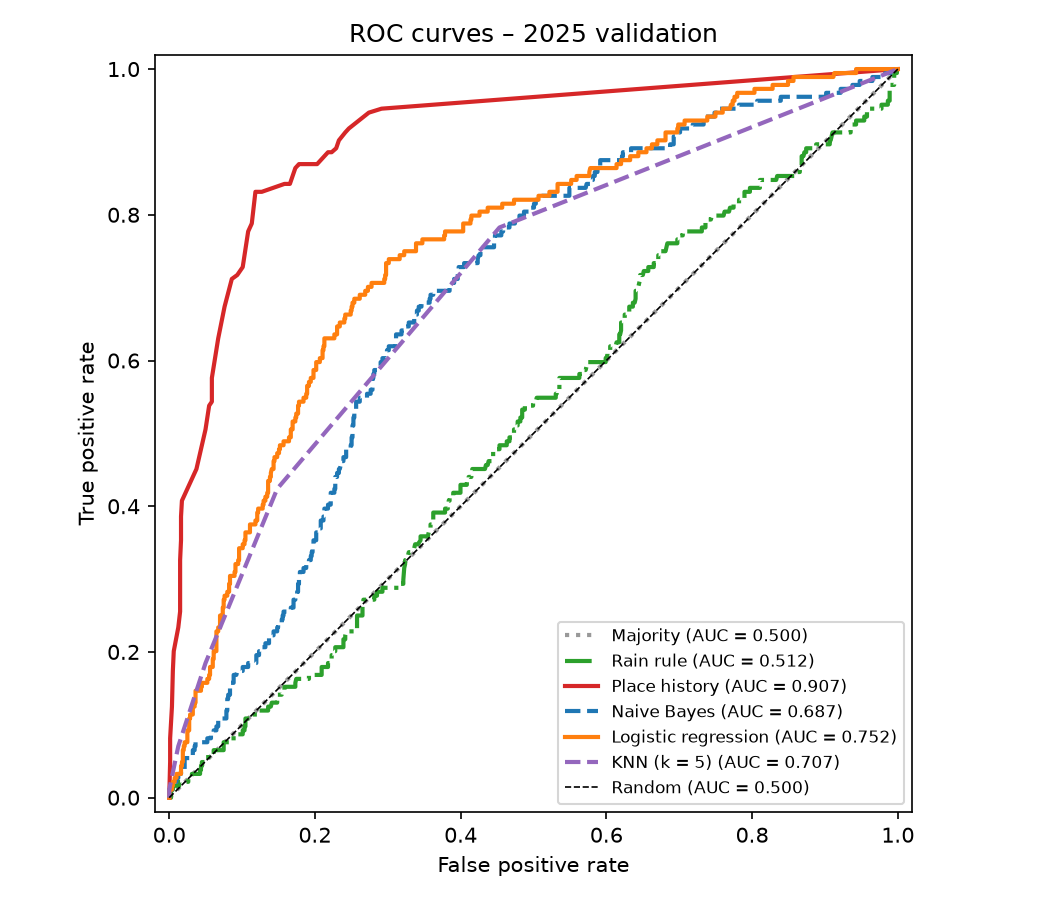 ROC curves – 2025 validation
1.0
0.8
0.6
0.4
0.2
0.0
True positive rate
0.0 0.2 0.4 0.6 0.8 1.0
False positive rate
Majority (AUC = 0.500)
Rain rule (AUC = 0.512)
Place history (AUC = 0.907)
Naive Bayes (AUC = 0.687)
Logistic regression (AUC = 0.752)
KNN (k = 5) (AUC = 0.707)
Random (AUC = 0.500)